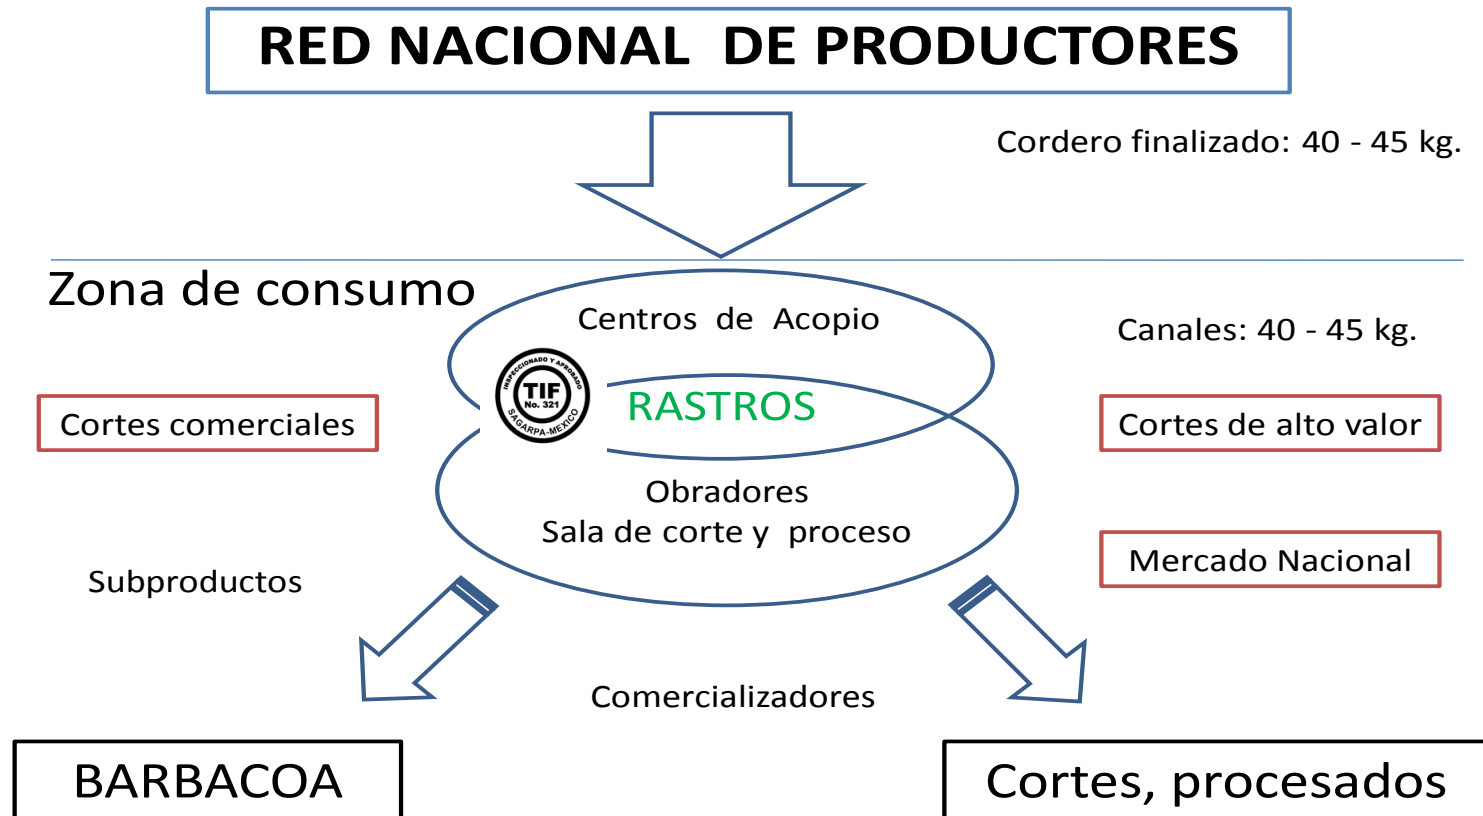 RED NACIONAL DE PRODUCTORES
Cordero finalizado: 40 - 45 kg.
Zona de consumo
Centros de Acopio
Canales: 40 - 45 kg.
INSPECCIONADO Y APROBADO
TIF
No. 321
SAGARPA-MEXICO
RASTROS
Cortes comerciales
Cortes de alto valor
Obradores
Sala de corte y proceso
Mercado Nacional
Subproductos
Comercializadores
BARBACOA
Cortes, procesados